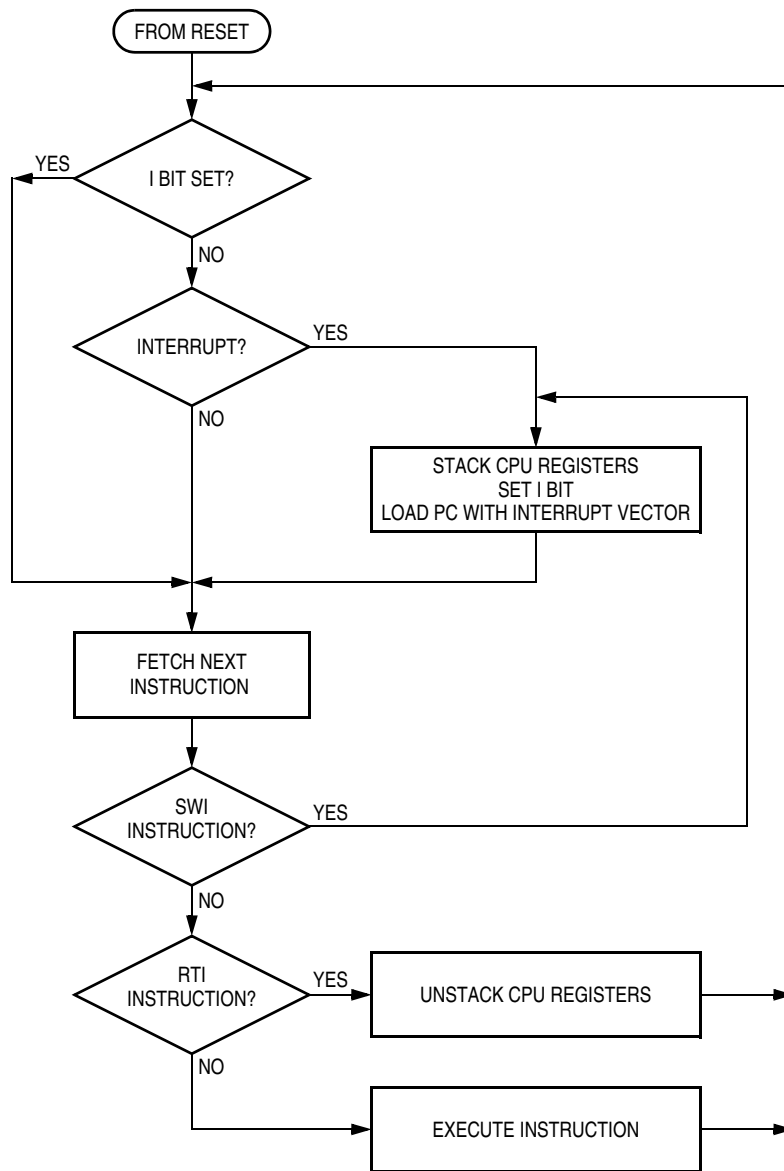 FROM RESET
YES
I BIT SET?
NO
INTERRUPT?
YES
NO
STACK CPU REGISTERS
SET I BIT
LOAD PC WITH INTERRUPT VECTOR
FETCH NEXT
INSTRUCTION
SWI
INSTRUCTION?
YES
NO
RTI
INSTRUCTION?
YES
UNSTACK CPU REGISTERS
NO
EXECUTE INSTRUCTION